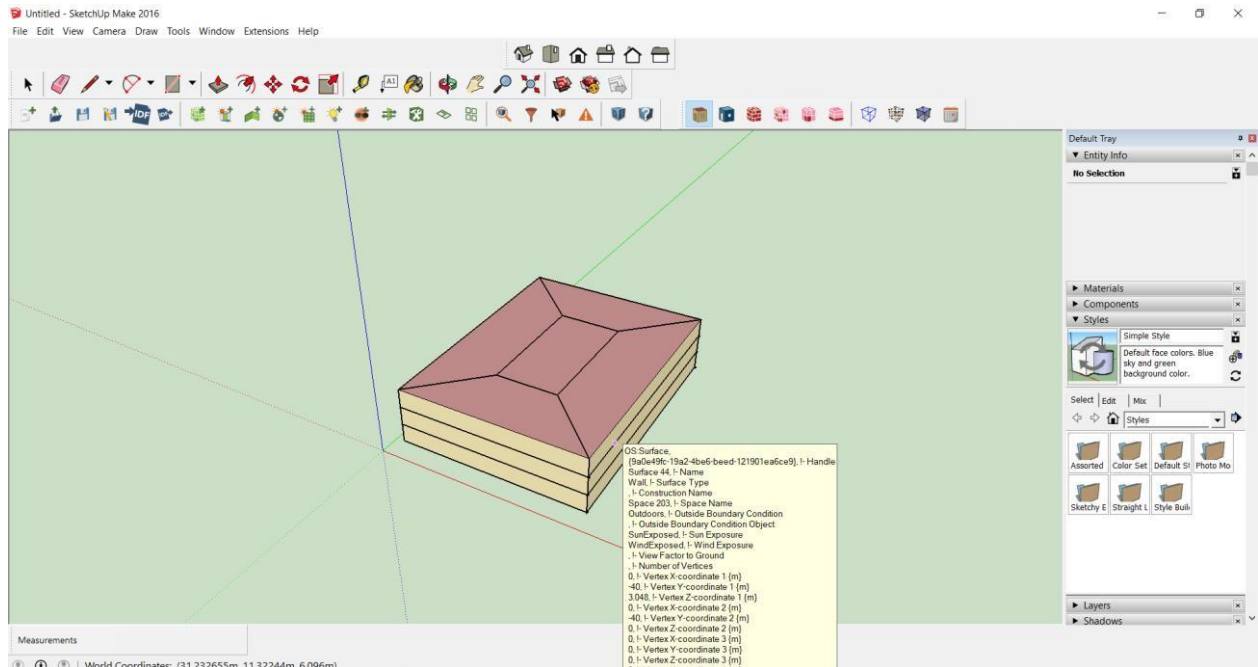 Untitled - SketchUp Make 2016
File Edit View Camera Draw Tools Window Extensions Help
A1
IDF
Default Tray
Entity Info
No Selection
Materials
Components
Styles
Simple Style
Default face colors. Blue
sky and green
background color.
Select Edit Mix
Styles
Assorted Color Set Default St Photo Mo
Sketchy E Straight L Style Build
Layers
Shadows
OS:Surface,
{9a0e49fc-19a2-4be6-beed-121901ea6ce9}, !- Handle
Surface 44, !- Name
Wall, !- Surface Type
, !- Construction Name
Space 203, !- Space Name
Outdoors, !- Outside Boundary Condition
, !- Outside Boundary Condition Object
SunExposed, !- Sun Exposure
WindExposed, !- Wind Exposure
, !- View Factor to Ground
, !- Number of Vertices
0, !- Vertex X-coordinate 1 {m}
-40, !- Vertex Y-coordinate 1 {m}
3.048, !- Vertex Z-coordinate 1 {m}
0, !- Vertex X-coordinate 2 {m}
-40, !- Vertex Y-coordinate 2 {m}
0, !- Vertex Z-coordinate 2 {m}
0, !- Vertex X-coordinate 3 {m}
0, !- Vertex Y-coordinate 3 {m}
0, !- Vertex Z-coordinate 3 {m}
Measurements
World Coordinates: (31.232655m, 11.32244m, 6.096m)